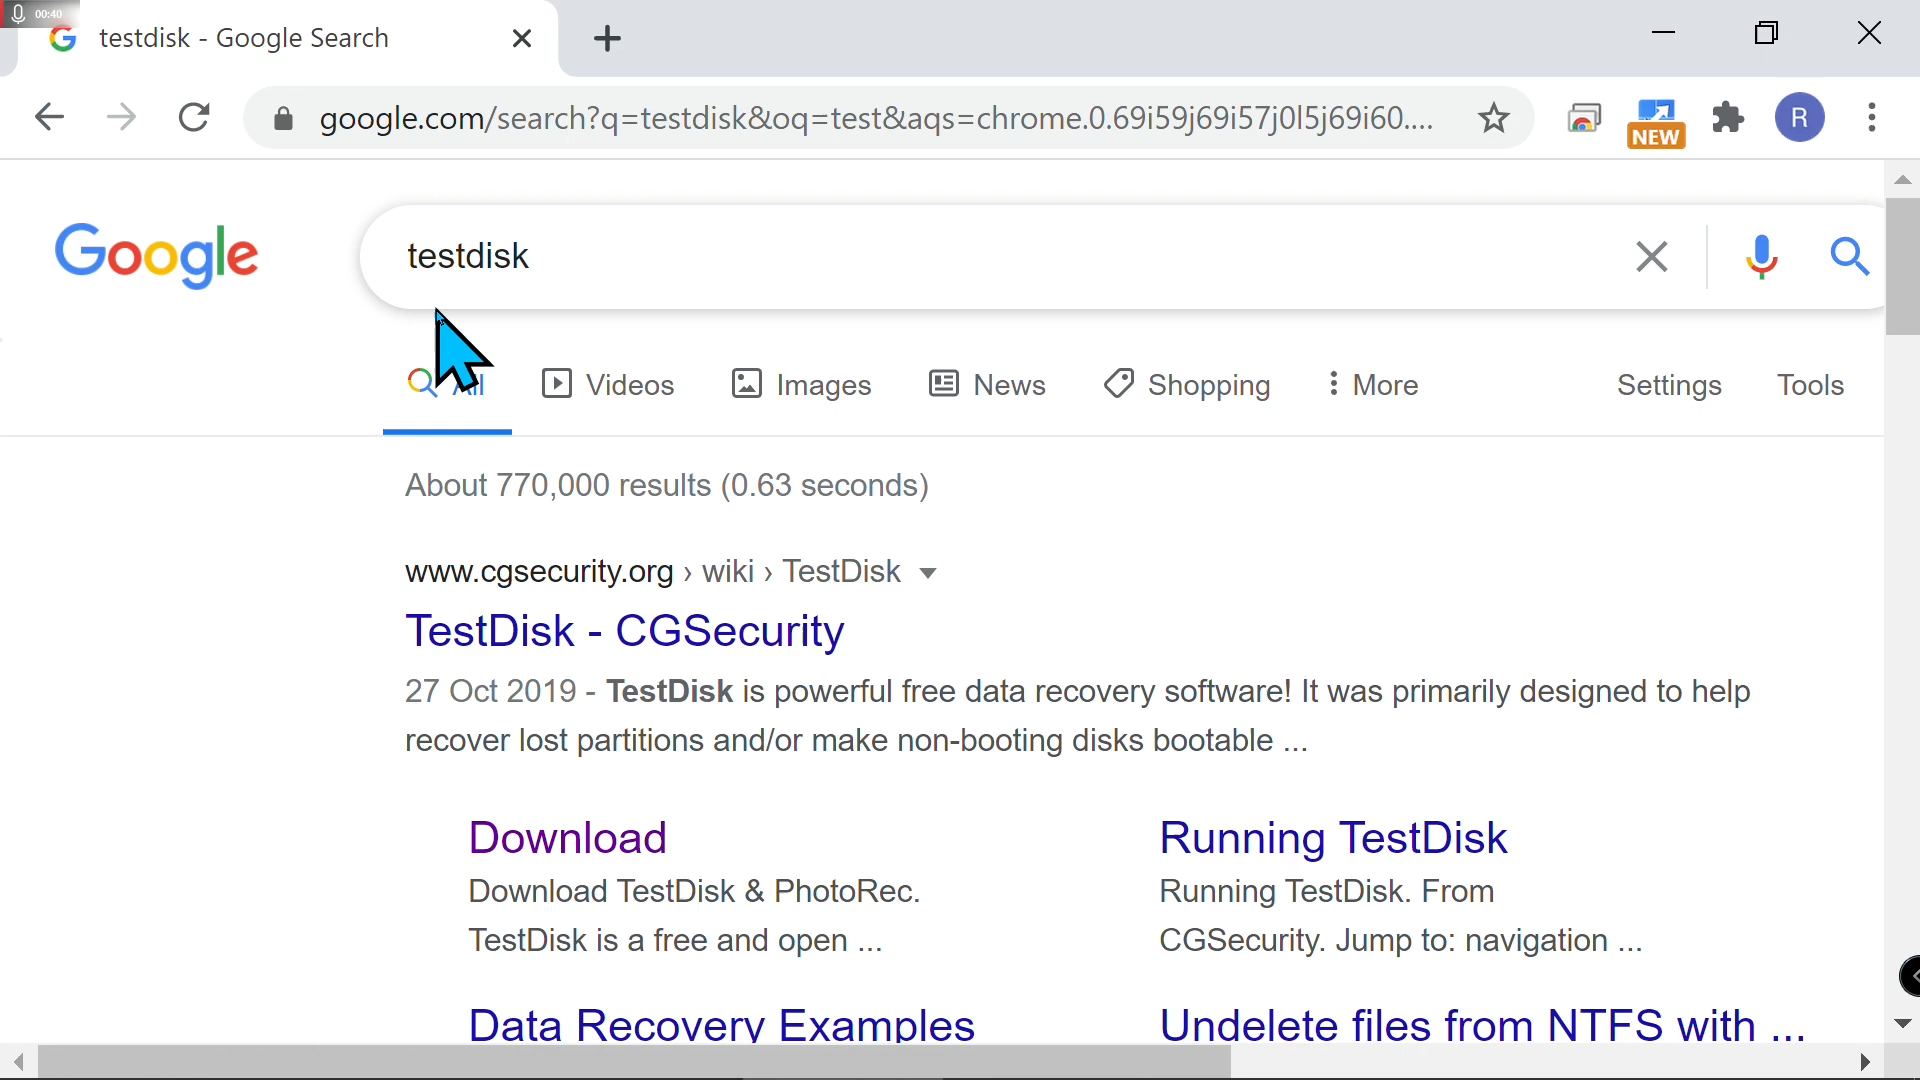 00:40
testdisk - Google Search
google.com/search?q=testdisk&oq=test&aqs=chrome.0.69i59j69i57j0l5j69i60....
NEW
R
Google
testdisk
All
Videos
Images
News
Shopping
More
Settings
Tools
About 770,000 results (0.63 seconds)
www.cgsecurity.org › wiki › TestDisk
TestDisk - CGSecurity
27 Oct 2019 - TestDisk is powerful free data recovery software! It was primarily designed to help
recover lost partitions and/or make non-booting disks bootable ...
Download
Download TestDisk & PhotoRec.
TestDisk is a free and open ...
Running TestDisk
Running TestDisk. From
CGSecurity. Jump to: navigation ...
Data Recovery Examples
Undelete files from NTFS with ...